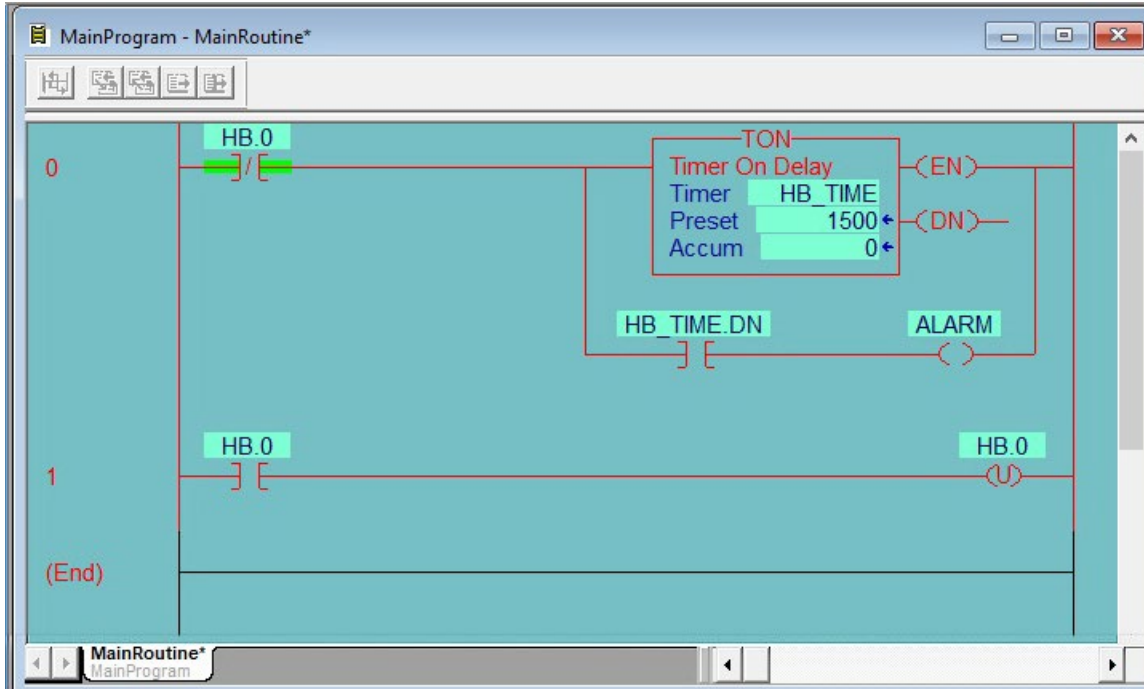 MainProgram - MainRoutine*
HB.0
0
TON
Timer On Delay
EN
Timer HB_TIME
Preset 1500
DN
Accum 0
HB_TIME.DN ALARM
HB.0 HB.0
1
U
(End)
MainRoutine*
MainProgram